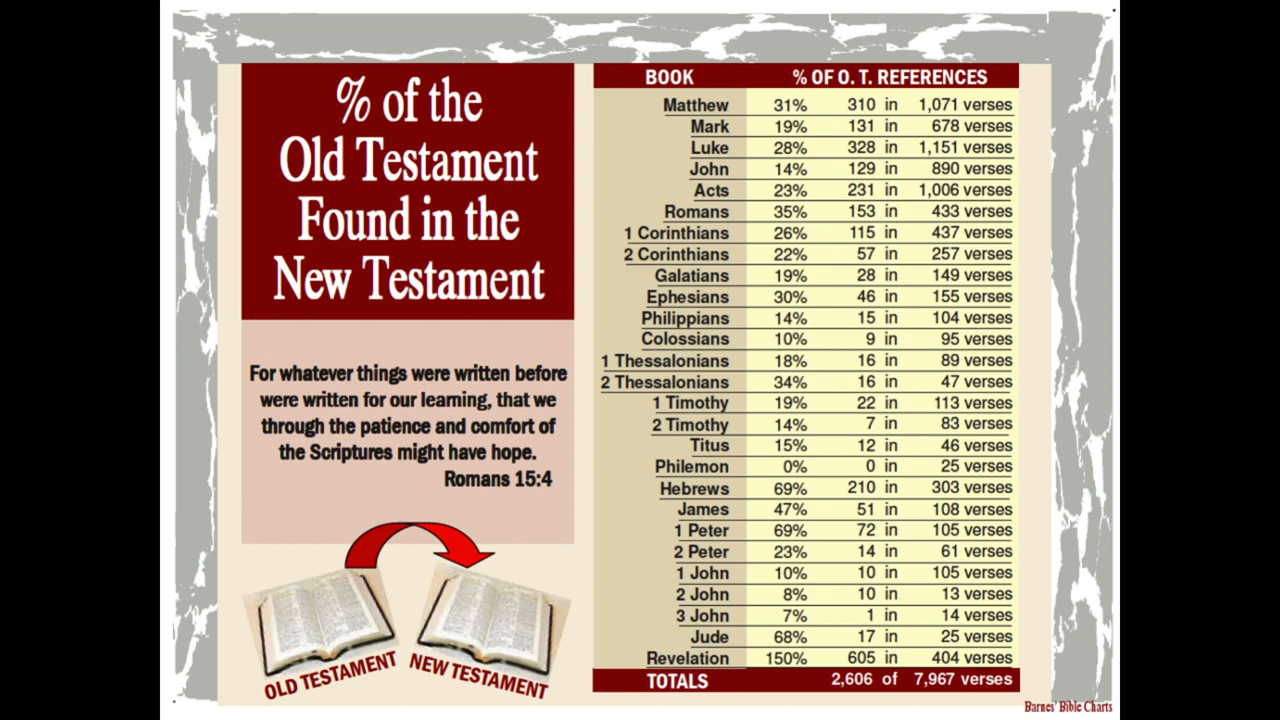 % of the
Old Testament
Found in the
New Testament
For whatever things were written before
were written for our learning, that we
through the patience and comfort of
the Scriptures might have hope.
Romans 15:4
OLD TESTAMENT
NEW TESTAMENT
BOOK % OF O. T. REFERENCES
Matthew 31% 310 in 1,071 verses
Mark 19% 131 in 678 verses
Luke 28% 328 in 1,151 verses
John 14% 129 in 890 verses
Acts 23% 231 in 1,006 verses
Romans 35% 153 in 433 verses
1 Corinthians 26% 115 in 437 verses
2 Corinthians 22% 57 in 257 verses
Galatians 19% 28 in 149 verses
Ephesians 30% 46 in 155 verses
Philippians 14% 15 in 104 verses
Colossians 10% 9 in 95 verses
1 Thessalonians 18% 16 in 89 verses
2 Thessalonians 34% 16 in 47 verses
1 Timothy 19% 22 in 113 verses
2 Timothy 14% 7 in 83 verses
Titus 15% 12 in 46 verses
Philemon 0% 0 in 25 verses
Hebrews 69% 210 in 303 verses
James 47% 51 in 108 verses
1 Peter 69% 72 in 105 verses
2 Peter 23% 14 in 61 verses
1 John 10% 10 in 105 verses
2 John 8% 10 in 13 verses
3 John 7% 1 in 14 verses
Jude 68% 17 in 25 verses
Revelation 150% 605 in 404 verses
TOTALS 2,606 of 7,967 verses
Barnes' Bible Charts